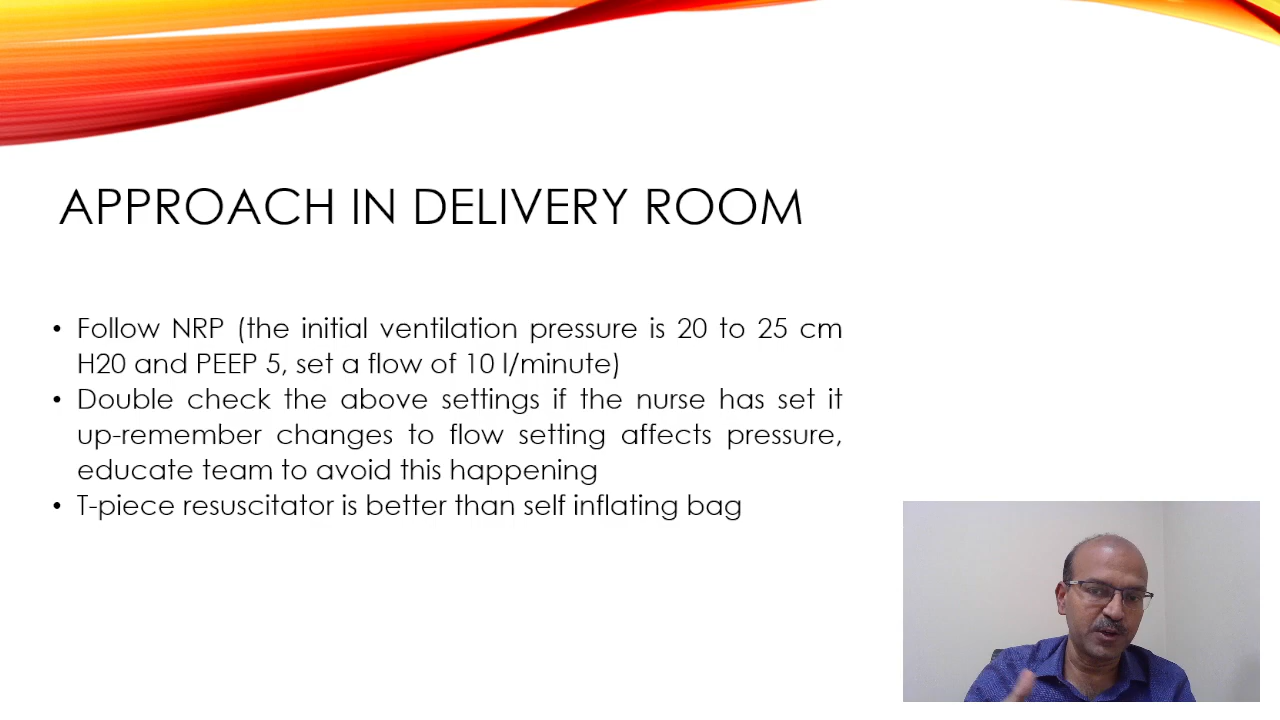 APPROACH IN DELIVERY ROOM
• Follow NRP (the initial ventilation pressure is 20 to 25 cm
H20 and PEEP 5, set a flow of 10 l/minute)
• Double check the above settings if the nurse has set it
up-remember changes to flow setting affects pressure,
educate team to avoid this happening
• T-piece resuscitator is better than self inflating bag